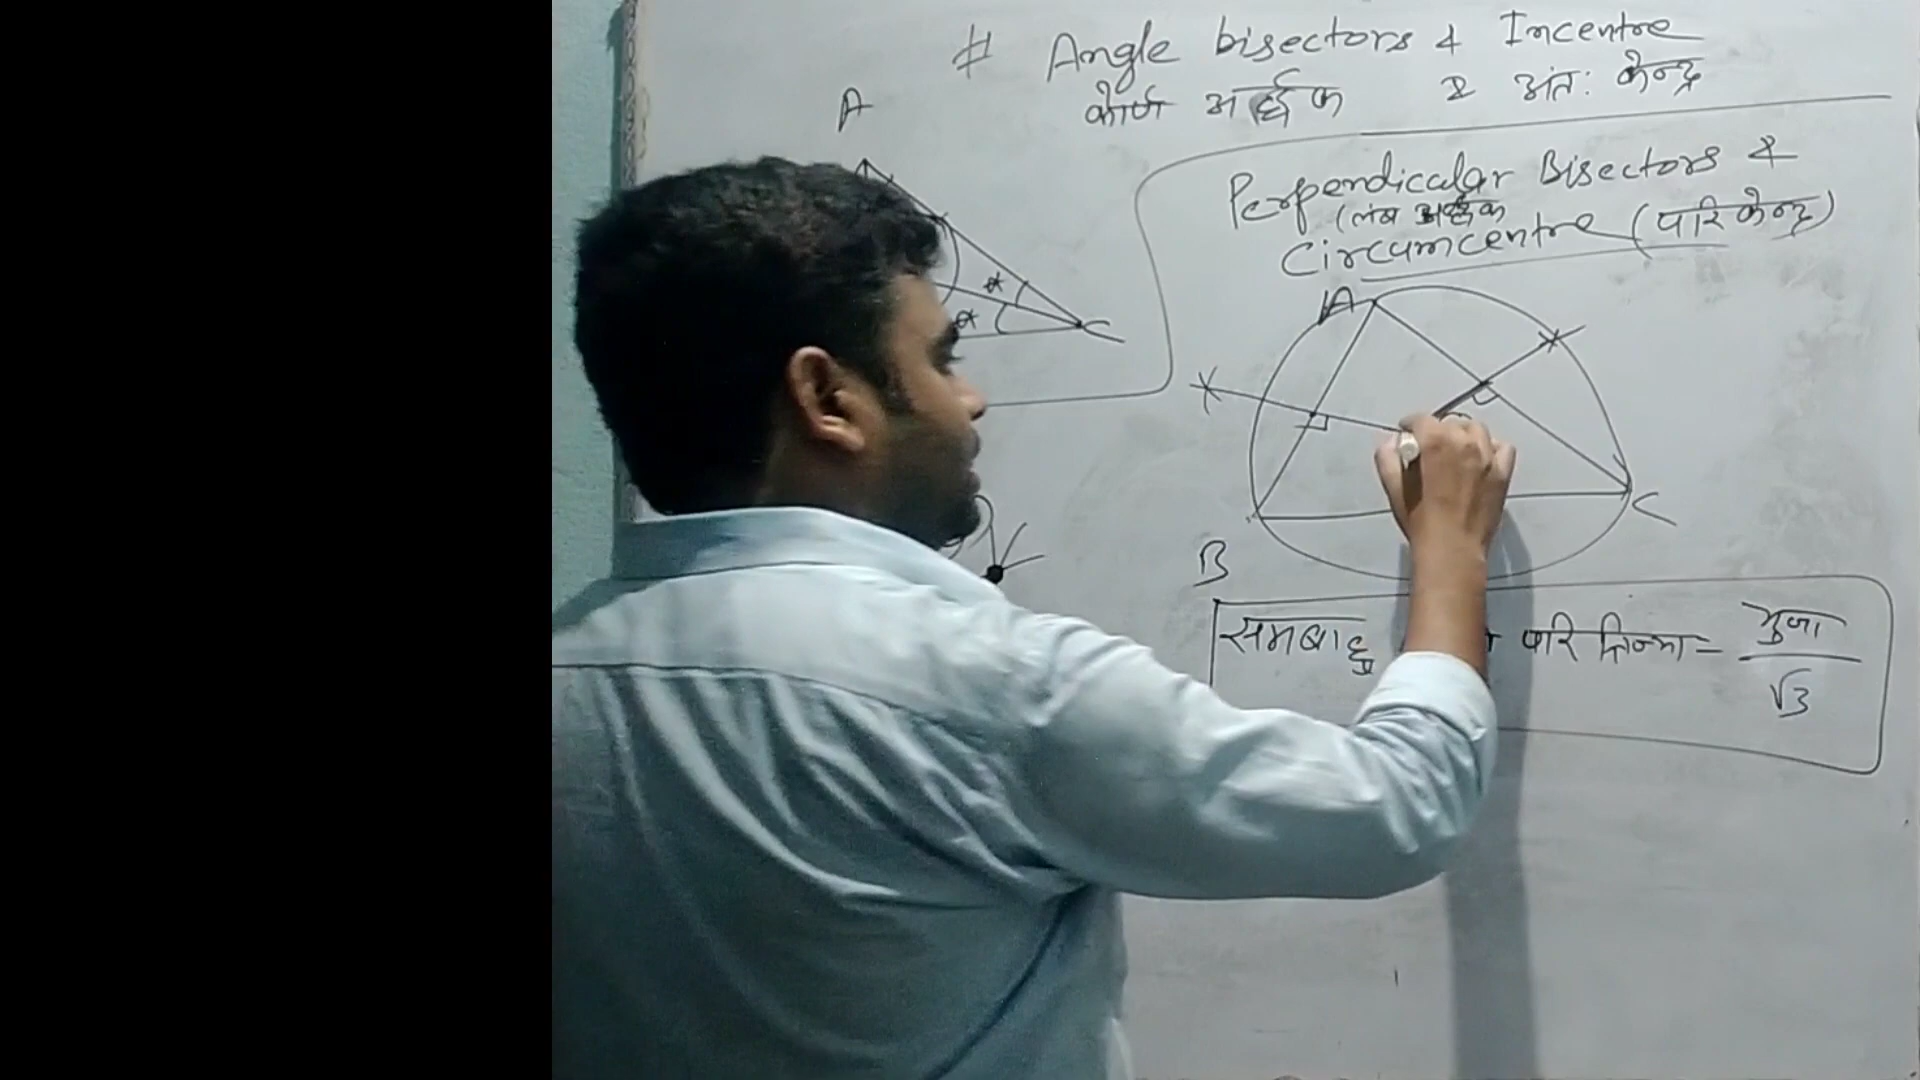 # Angle bisectors & Incentre
कोण अर्द्धक & अंत: केन्द्र
A
α
α
C
Perpendicular Bisectors &
(लंब अर्द्धक
Circumcentre (परिकेन्द्र)
A
C
B
समबाहु परि त्रिज्या = भुजा
√3